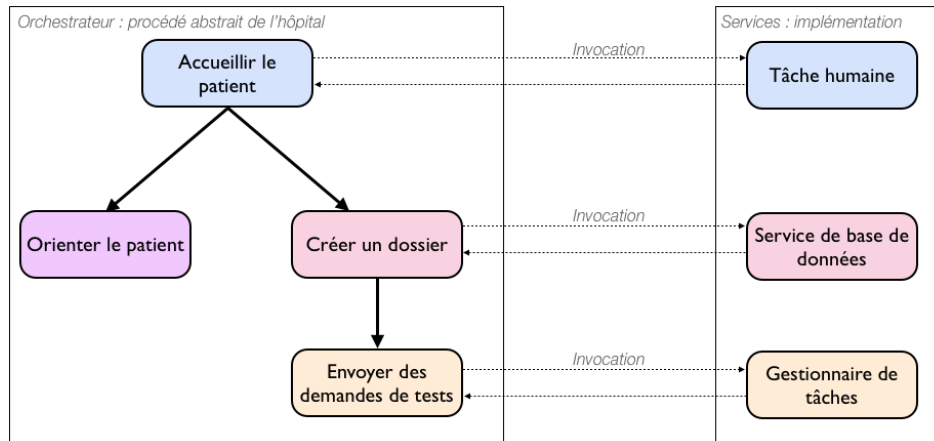 Orchestrateur : procédé abstrait de l'hôpital
Services : implémentation
Accueillir le
patient
Invocation
Tâche humaine
Orienter le patient
Créer un dossier
Invocation
Service de base de
données
Envoyer des
demandes de tests
Invocation
Gestionnaire de
tâches